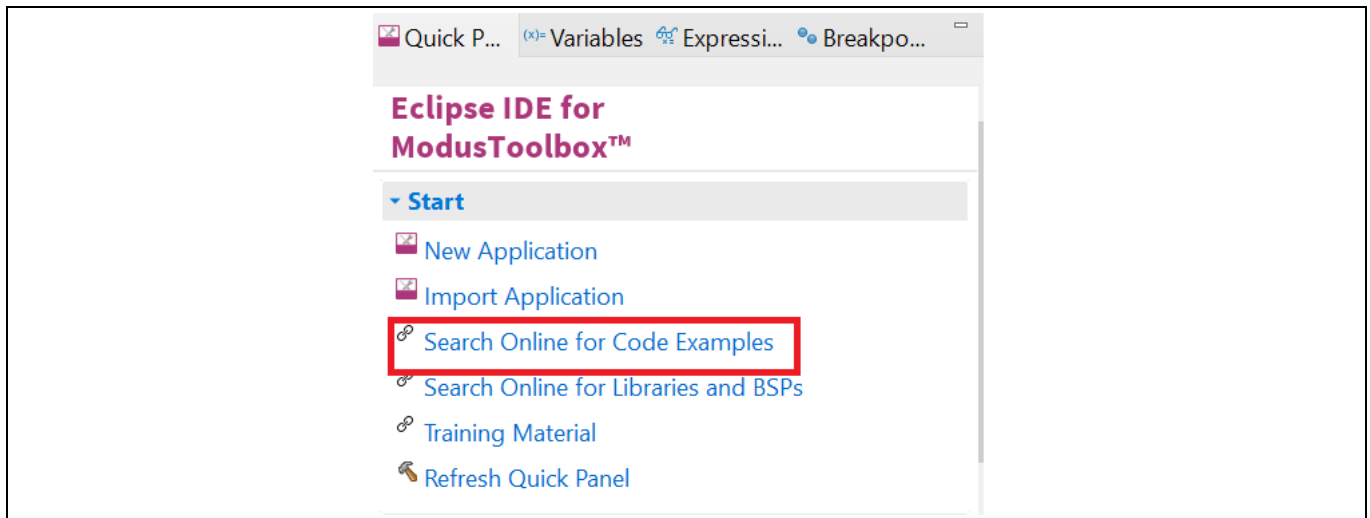 Quick P... (x)= Variables Expressi... Breakpo...
Eclipse IDE for
ModusToolbox™
Start
New Application
Import Application
Search Online for Code Examples
Search Online for Libraries and BSPs
Training Material
Refresh Quick Panel